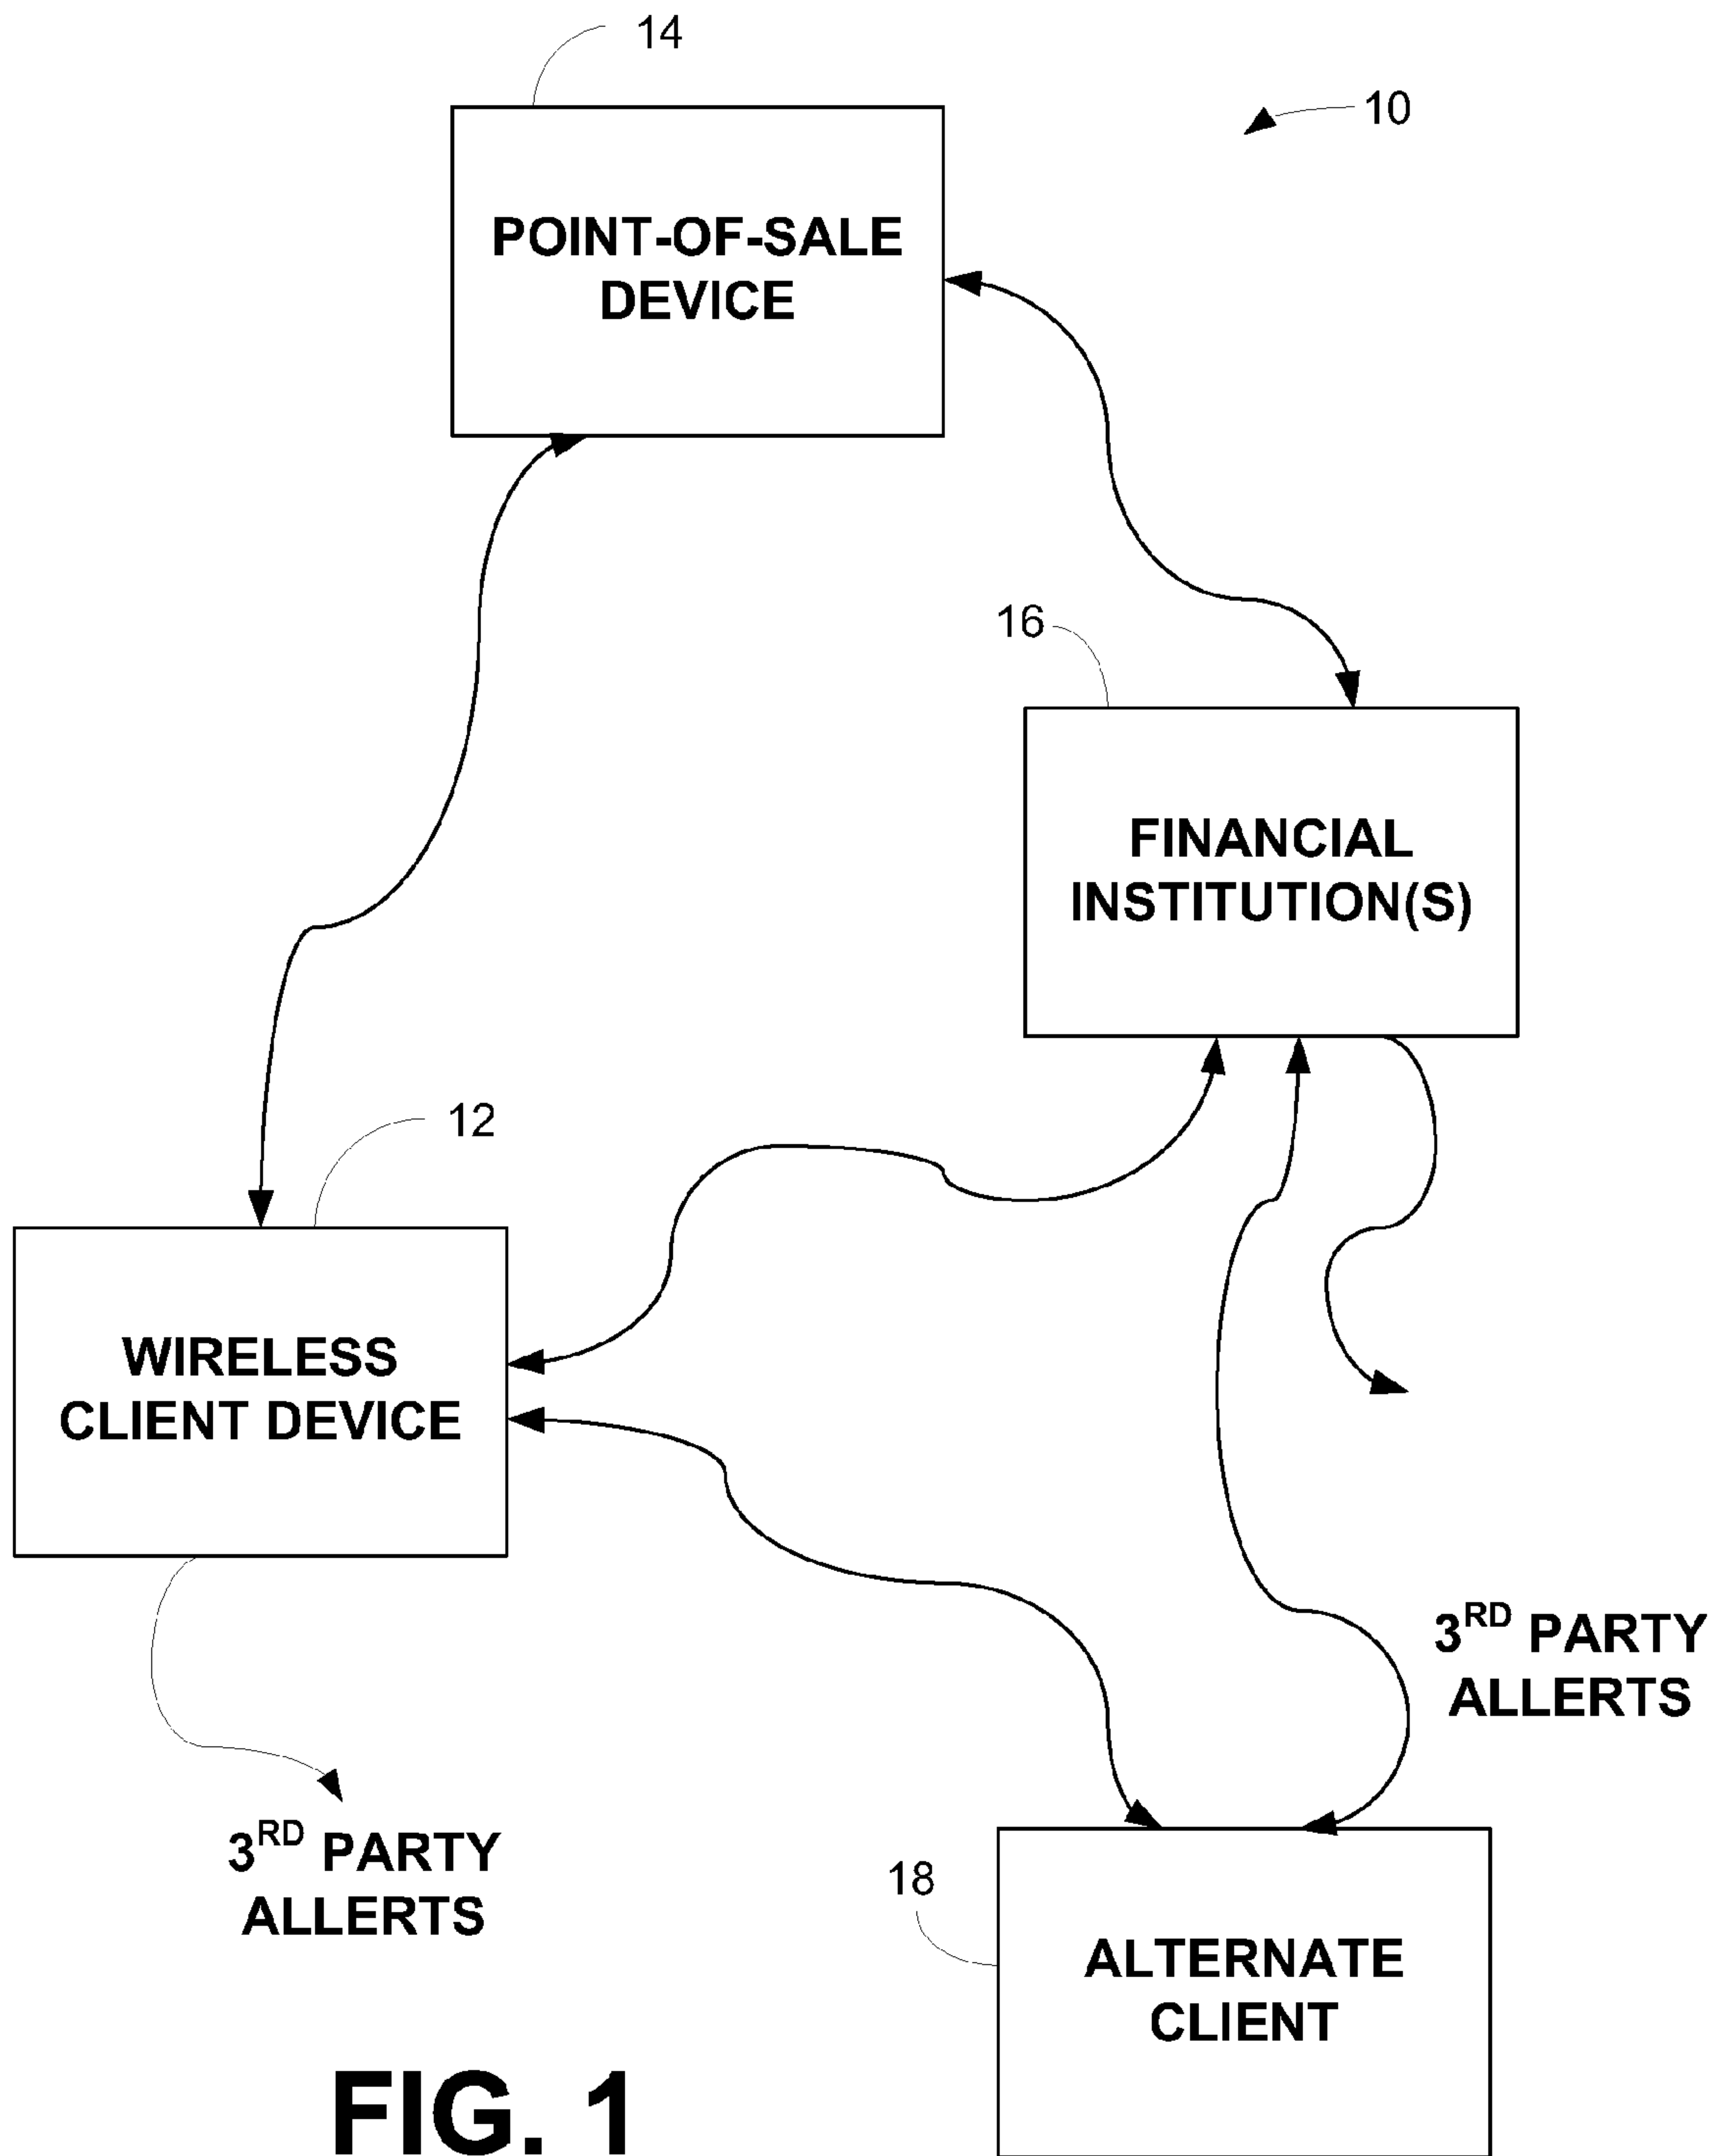 14
10
POINT-OF-SALE
DEVICE
16
FINANCIAL
INSTITUTION(S)
12
WIRELESS
CLIENT DEVICE
3RD PARTY
ALLERTS
3RD PARTY
ALLERTS
18
ALTERNATE
CLIENT
FIG. 1